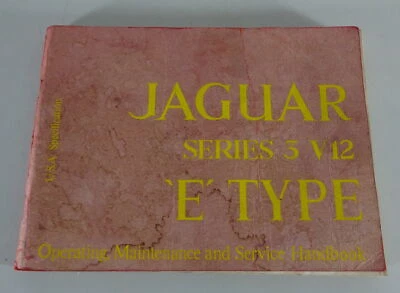 JAGUAR
SERIES 3 V12
'E' TYPE
Operating, Maintenance and Service Handbook
U.S.A. Specification